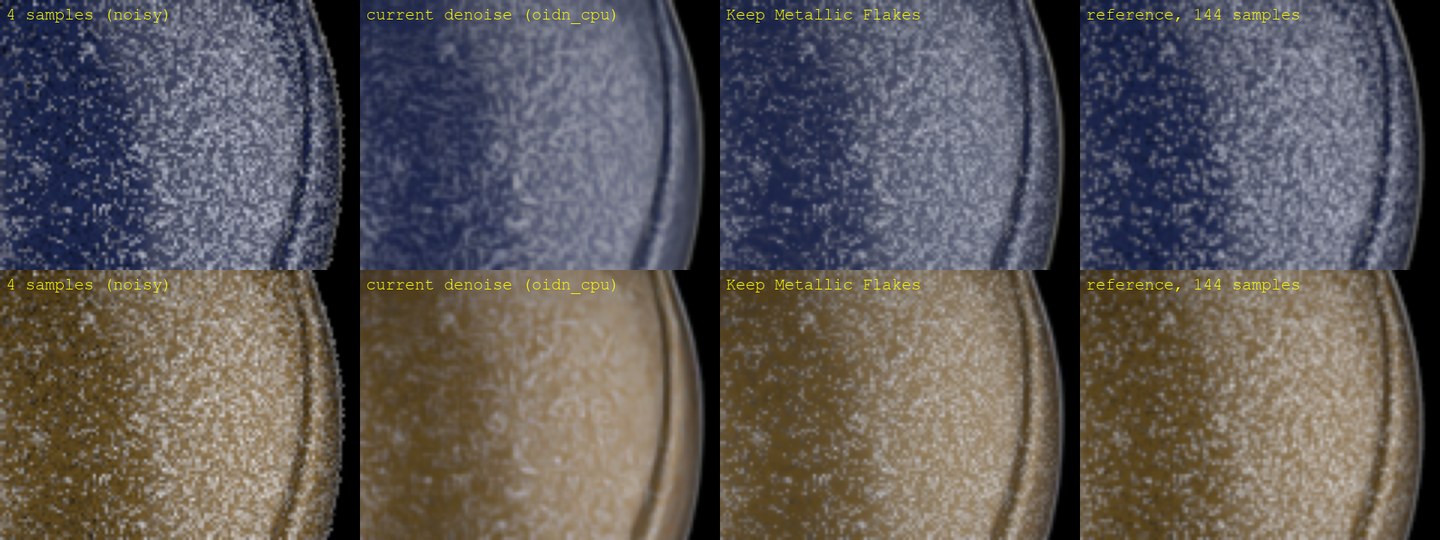 4 samples (noisy)
current denoise (oidn_cpu)
Keep Metallic Flakes
reference, 144 samples
4 samples (noisy)
current denoise (oidn_cpu)
Keep Metallic Flakes
reference, 144 samples